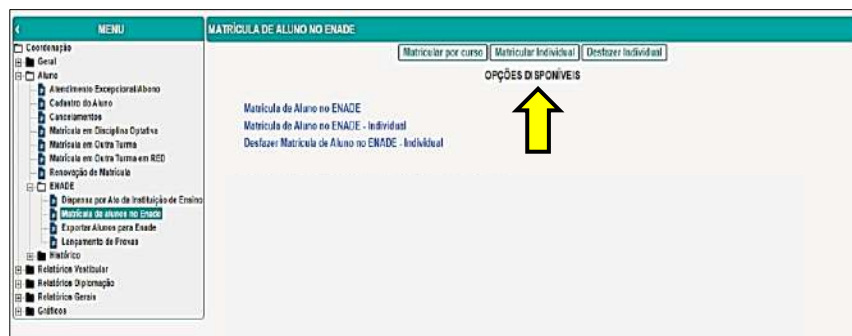 MENU
Coordenação
Geral
Aluno
Atendimento Excepcional/Abono
Cadastro do Aluno
Cancelamentos
Matrícula em Disciplina Optativa
Matrícula em Outra Turma
Matrícula em Outra Turma em RED
Renovação de Matrícula
ENADE
Dispensa por Ato da Instituição de Ensino
Matrícula de alunos no Enade
Exportar Alunos para Enade
Lançamento de Provas
Histórico
Relatórios Vestibular
Relatórios Diplomação
Relatórios Gerais
Gráficos
MATRÍCULA DE ALUNO NO ENADE
Matricular por curso Matricular Individual Desfazer Individual
OPÇÕES DISPONÍVEIS
Matrícula de Aluno no ENADE
Matrícula de Aluno no ENADE - Individual
Desfazer Matrícula de Aluno no ENADE - Individual